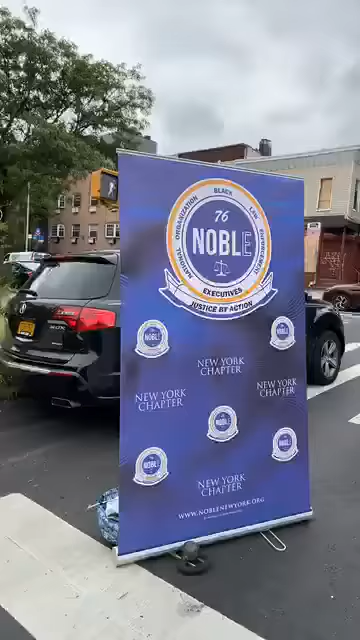 NATIONAL ORGANIZATION BLACK LAW ENFORCEMENT
76
NOBLE
EXECUTIVES
JUSTICE BY ACTION
NOBLE
NOBLE
NEW YORK
CHAPTER
NEW YORK
CHAPTER
NEW YORK
CHAPTER
NOBLE
NOBLE
NOBLE
NEW YORK
CHAPTER
WWW.NOBLENEWYORK.ORG